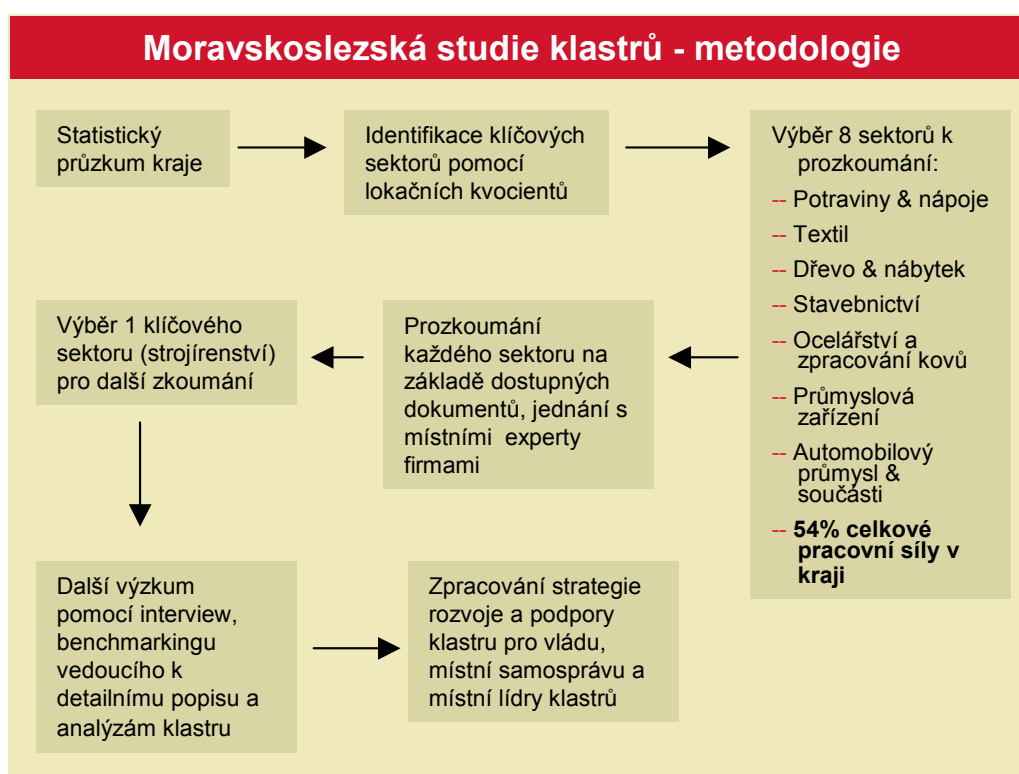 Moravskoslezská studie klastrů - metodologie
Statistický
průzkum kraje
Identifikace klíčových
sektorů pomocí
lokačních kvocientů
Výběr 8 sektorů k
prozkoumání:
-- Potraviny & nápoje
-- Textil
-- Dřevo & nábytek
-- Stavebnictví
-- Ocelářství a
zpracování kovů
-- Průmyslová
zařízení
-- Automobilový
průmysl &
součásti
-- 54% celkové
pracovní síly v
kraji
Prozkoumání
každého sektoru na
základě dostupných
dokumentů, jednání s
místními experty
firmami
Výběr 1 klíčového
sektoru (strojírenství)
pro další zkoumání
Další výzkum
pomocí interview,
benchmarkingu
vedoucího k
detailnímu popisu a
analýzám klastru
Zpracování strategie
rozvoje a podpory
klastru pro vládu,
místní samosprávu a
místní lídry klastrů